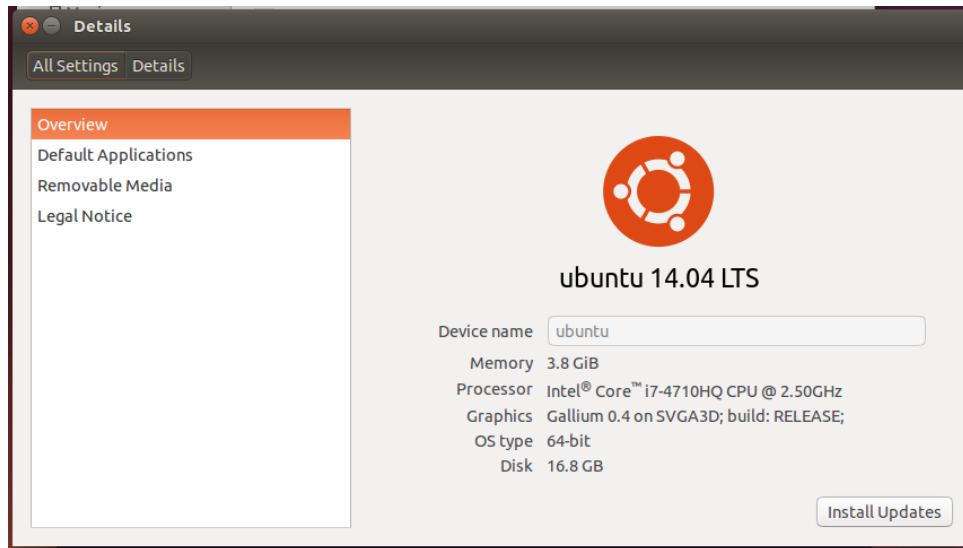 Details
All Settings Details
Overview
Default Applications
Removable Media
Legal Notice
ubuntu 14.04 LTS
Device name ubuntu
Memory 3.8 GiB
Processor Intel® Core™ i7-4710HQ CPU @ 2.50GHz
Graphics Gallium 0.4 on SVGA3D; build: RELEASE;
OS type 64-bit
Disk 16.8 GB
Install Updates